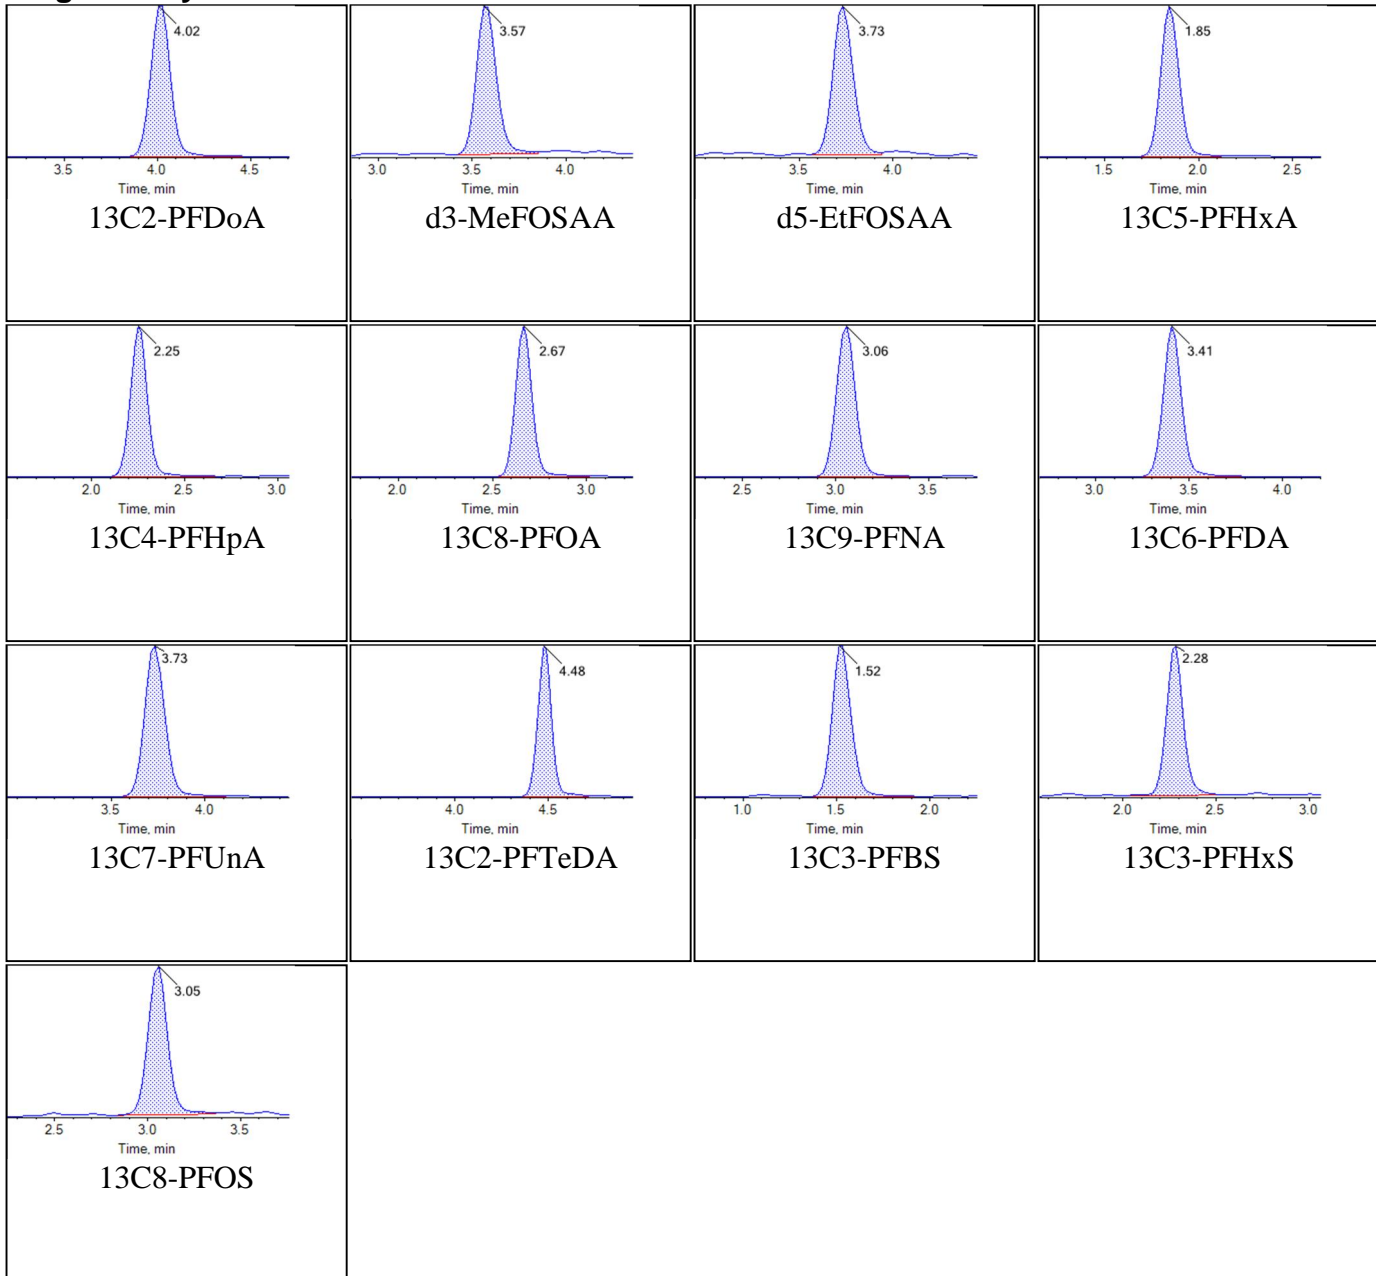 4.02
3.5 4.0 4.5
Time, min
13C2-PFDoA
3.57
3.0 3.5 4.0
Time, min
d3-MeFOSAA
3.73
3.5 4.0
Time, min
d5-EtFOSAA
1.85
1.5 2.0 2.5
Time, min
13C5-PFHxA
2.25
2.0 2.5 3.0
Time, min
13C4-PFHpA
2.67
2.0 2.5 3.0
Time, min
13C8-PFOA
3.06
2.5 3.0 3.5
Time, min
13C9-PFNA
3.41
3.0 3.5 4.0
Time, min
13C6-PFDA
3.73
3.5 4.0
Time, min
13C7-PFUnA
4.48
4.0 4.5
Time, min
13C2-PFTeDA
1.52
1.0 1.5 2.0
Time, min
13C3-PFBS
2.28
2.0 2.5 3.0
Time, min
13C3-PFHxS
3.05
2.5 3.0 3.5
Time, min
13C8-PFOS